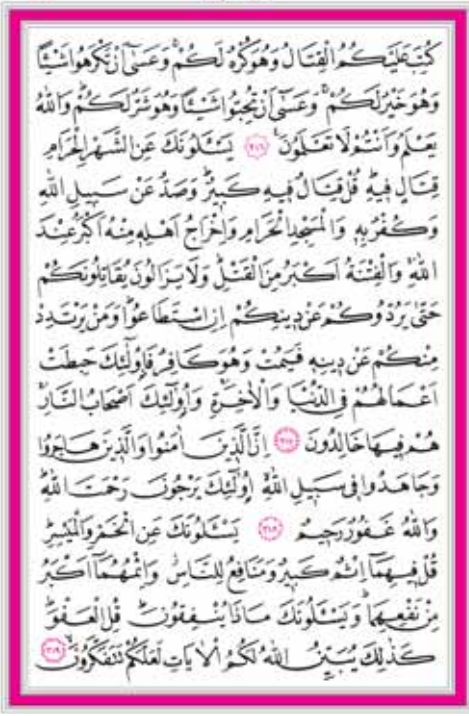 كُتِبَ عَلَيْكُمُ الْقِتَالُ وَهُوَ كُرْهٌ لَكُمْ وَعَسٰٓى اَنْ تَكْرَهُوا شَيْـًٔا
وَهُوَ خَيْرٌ لَكُمْ وَعَسٰٓى اَنْ تُحِبُّوا شَيْـًٔا وَهُوَ شَرٌّ لَكُمْ وَاللّٰهُ
يَعْلَمُ وَاَنْتُمْ لَا تَعْلَمُونَ ﴿٢١٦﴾ يَسْـَٔلُونَكَ عَنِ الشَّهْرِ الْحَرَامِ
قِتَالٍ فِيهِ قُلْ قِتَالٌ فِيهِ كَبِيرٌ وَصَدٌّ عَنْ سَبِيلِ اللّٰهِ
وَكُفْرٌ بِهِ وَالْمَسْجِدِ الْحَرَامِ وَاِخْرَاجُ اَهْلِهِ مِنْهُ اَكْبَرُ عِنْدَ
اللّٰهِ وَالْفِتْنَةُ اَكْبَرُ مِنَ الْقَتْلِ وَلَا يَزَالُونَ يُقَاتِلُونَكُمْ
حَتّٰى يَرُدُّوكُمْ عَنْ دِينِكُمْ اِنِ اسْتَطَاعُوا وَمَنْ يَرْتَدِدْ
مِنْكُمْ عَنْ دِينِهِ فَيَمُتْ وَهُوَ كَافِرٌ فَاُولٰٓئِكَ حَبِطَتْ
اَعْمَالُهُمْ فِي الدُّنْيَا وَالْاٰخِرَةِ وَاُولٰٓئِكَ اَصْحَابُ النَّارِ
هُمْ فِيهَا خَالِدُونَ ﴿٢١٧﴾ اِنَّ الَّذِينَ اٰمَنُوا وَالَّذِينَ هَاجَرُوا
وَجَاهَدُوا فِي سَبِيلِ اللّٰهِ اُولٰٓئِكَ يَرْجُونَ رَحْمَتَ اللّٰهِ
وَاللّٰهُ غَفُورٌ رَحِيمٌ ﴿٢١٨﴾ يَسْـَٔلُونَكَ عَنِ الْخَمْرِ وَالْمَيْسِرِ
قُلْ فِيهِمَٓا اِثْمٌ كَبِيرٌ وَمَنَافِعُ لِلنَّاسِ وَاِثْمُهُمَٓا اَكْبَرُ
مِنْ نَفْعِهِمَا وَيَسْـَٔلُونَكَ مَاذَا يُنْفِقُونَ قُلِ الْعَفْوَ
كَذٰلِكَ يُبَيِّنُ اللّٰهُ لَكُمُ الْاٰيَاتِ لَعَلَّكُمْ تَتَفَكَّرُونَ ﴿٢١٩﴾